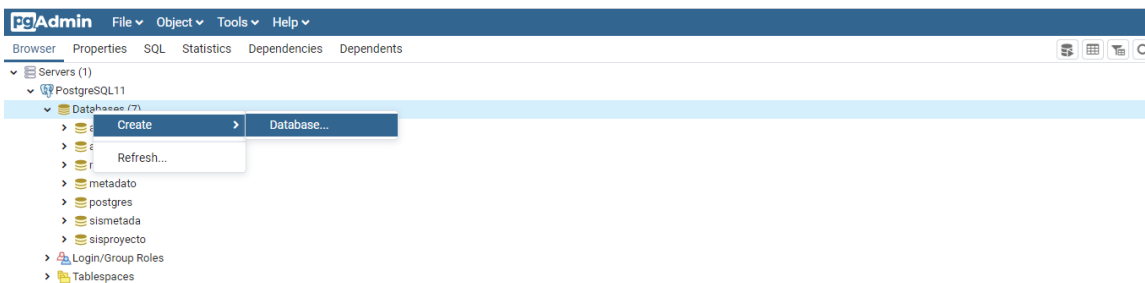 pgAdmin File Object Tools Help
Browser Properties SQL Statistics Dependencies Dependents
Servers (1)
PostgreSQL11
Databases (7)
Create Database...
Refresh...
metadato
postgres
sismetada
sisproyecto
Login/Group Roles
Tablespaces